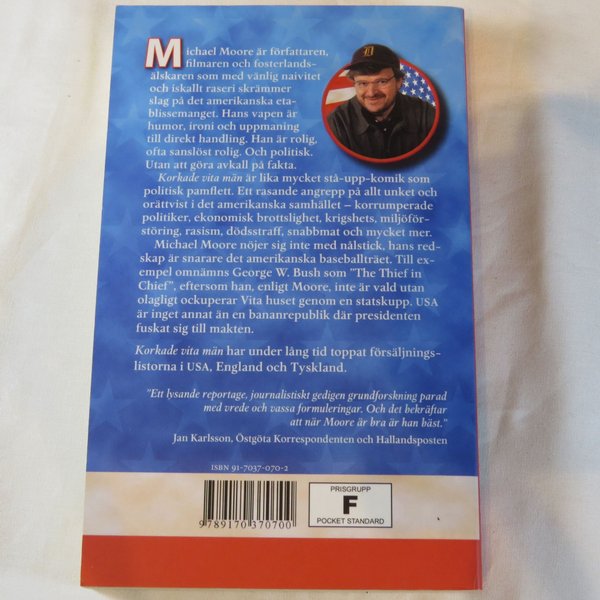 Michael Moore är författaren,
filmaren och fosterlands-
älskaren som med vänlig naivitet
och iskallt raseri skrämmer
slag på det amerikanska eta-
blissemanget. Hans vapen är
humor, ironi och uppmaning
till direkt handling. Han är rolig,
ofta sanslöst rolig. Och politisk.
Utan att göra avkall på fakta.
Korkade vita män är lika mycket stå-upp-komik som
politisk pamflett. Ett rasande angrepp på allt unket och
orättvist i det amerikanska samhället – korrumperade
politiker, ekonomisk brottslighet, krigshets, miljöför-
störing, rasism, dödsstraff, snabbmat och mycket mer.
Michael Moore nöjer sig inte med nålstick, hans red-
skap är snarare det amerikanska baseballträet. Till ex-
empel omnämns George W. Bush som "The Thief in
Chief", eftersom han, enligt Moore, inte är vald utan
olagligt ockuperar Vita huset genom en statskupp. USA
är inget annat än en bananrepublik där presidenten
fuskat sig till makten.
Korkade vita män har under lång tid toppat försäljnings-
listorna i USA, England och Tyskland.
"Ett lysande reportage, journalistiskt gedigen grundforskning parad
med vrede och vassa formuleringar. Och det bekräftar
att när Moore är bra är han bäst."
Jan Karlsson, Östgöta Korrespondenten och Hallandsposten
ISBN 91-7037-070-2
9789170370700
PRISGRUPP
F
POCKET STANDARD